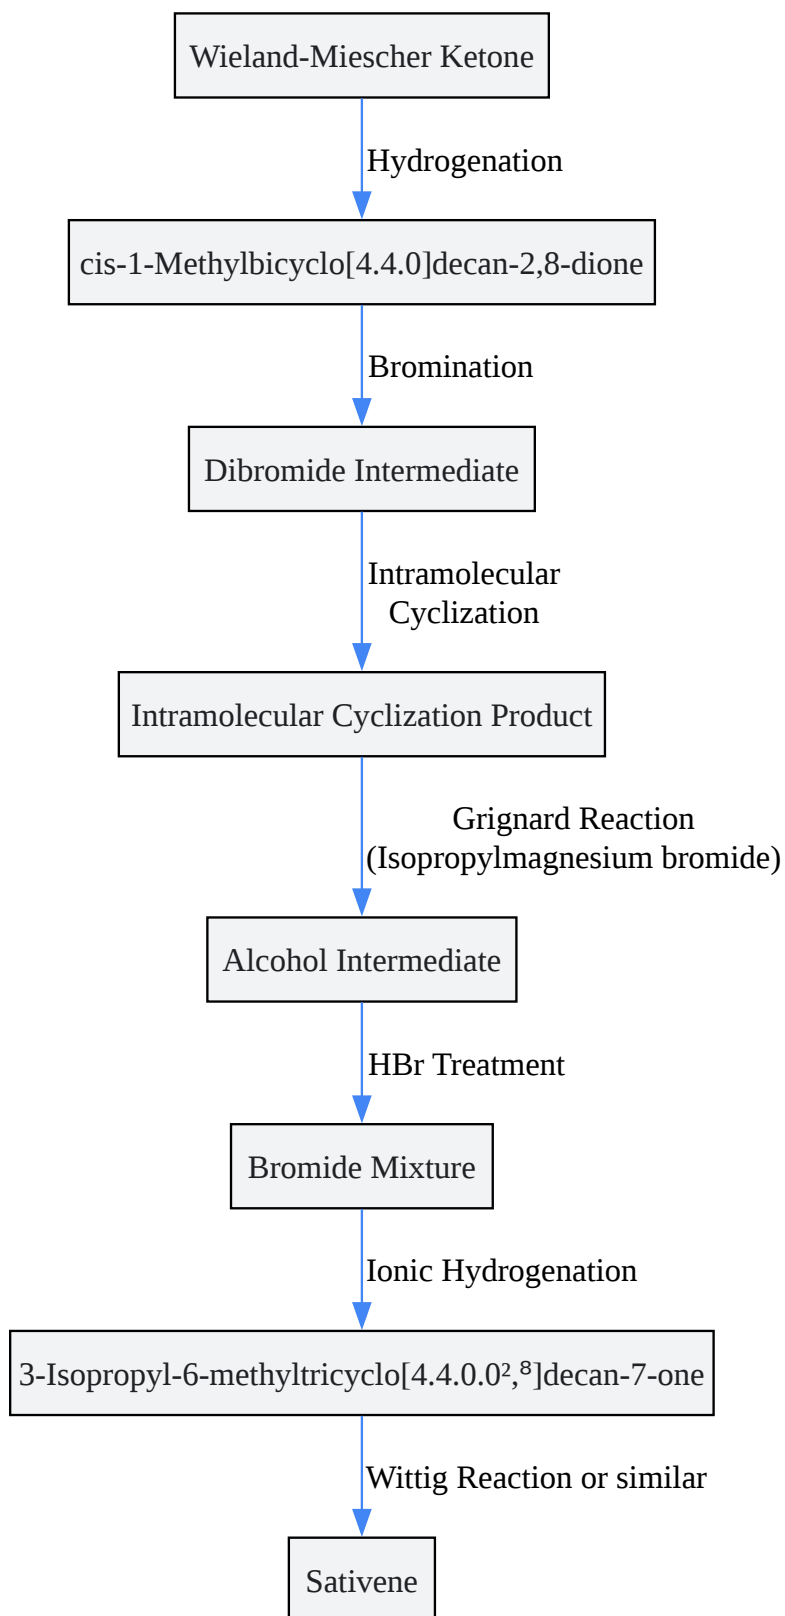 Wieland-Miescher Ketone
Hydrogenation
cis-1-Methylbicyclo[4.4.0]decan-2,8-dione
Bromination
Dibromide Intermediate
Intramolecular
Cyclization
Intramolecular Cyclization Product
Grignard Reaction
(Isopropylmagnesium bromide)
Alcohol Intermediate
HBr Treatment
Bromide Mixture
Ionic Hydrogenation
3-Isopropyl-6-methyltricyclo[4.4.0.0²,⁸]decan-7-one
Wittig Reaction or similar
Sativene